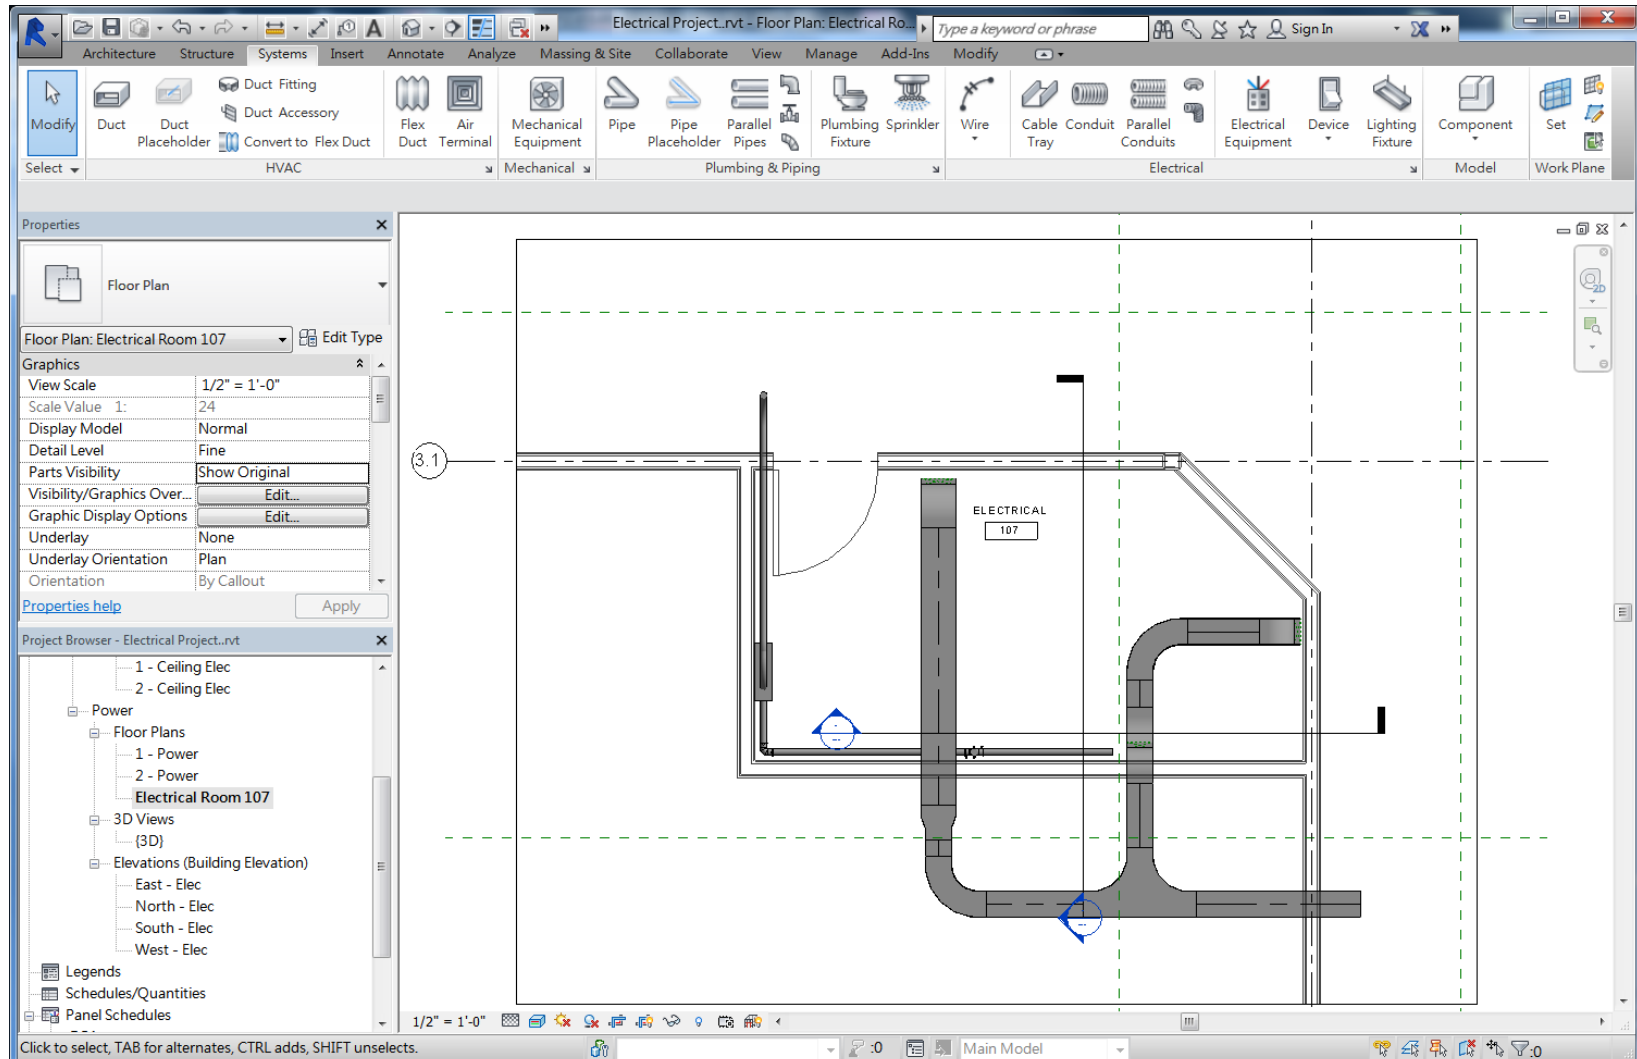 Electrical Project..rvt - Floor Plan: Electrical Ro...
Type a keyword or phrase
Sign In
Architecture Structure Systems Insert Annotate Analyze Massing & Site Collaborate View Manage Add-Ins Modify
Modify
Duct
Duct Placeholder
Duct Fitting
Duct Accessory
Convert to Flex Duct
Flex Duct
Air Terminal
Mechanical Equipment
Pipe
Pipe Placeholder
Parallel Pipes
Plumbing Fixture
Sprinkler
Wire
Cable Tray
Conduit
Parallel Conduits
Electrical Equipment
Device
Lighting Fixture
Component
Set
Select HVAC Mechanical Plumbing & Piping Electrical Model Work Plane
Properties
Floor Plan
Floor Plan: Electrical Room 107 Edit Type
Graphics
View Scale 1/2" = 1'-0"
Scale Value 1: 24
Display Model Normal
Detail Level Fine
Parts Visibility Show Original
Visibility/Graphics Over... Edit...
Graphic Display Options Edit...
Underlay None
Underlay Orientation Plan
Orientation By Callout
Properties help Apply
Project Browser - Electrical Project..rvt
1 - Ceiling Elec
2 - Ceiling Elec
Power
Floor Plans
1 - Power
2 - Power
Electrical Room 107
3D Views
{3D}
Elevations (Building Elevation)
East - Elec
North - Elec
South - Elec
West - Elec
Legends
Schedules/Quantities
Panel Schedules
2D
3.1
ELECTRICAL
107
1/2" = 1'-0"
Click to select, TAB for alternates, CTRL adds, SHIFT unselects.
:0
Main Model
:0